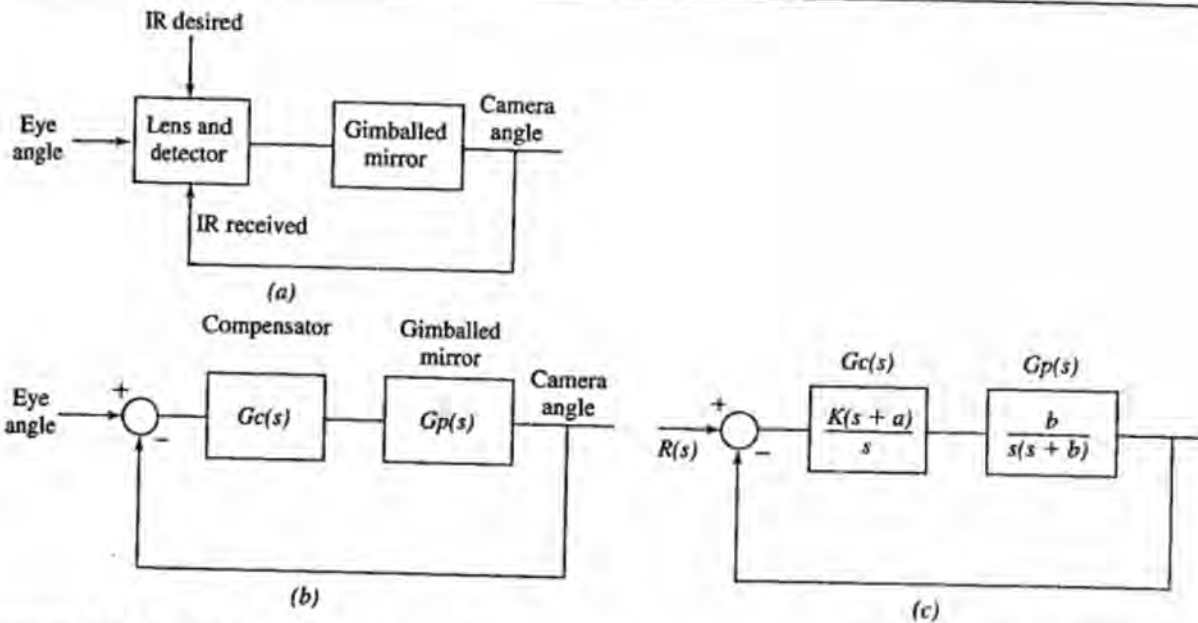 IR desired
Eye
angle
Lens and
detector
Gimballed
mirror
Camera
angle
IR received
(a)
Compensator
Gimballed
mirror
Eye
angle
+
−
Gc(s)
Gp(s)
Camera
angle
(b)
Gc(s)
Gp(s)
R(s)
+
−
K(s + a)
s
b
s(s + b)
(c)